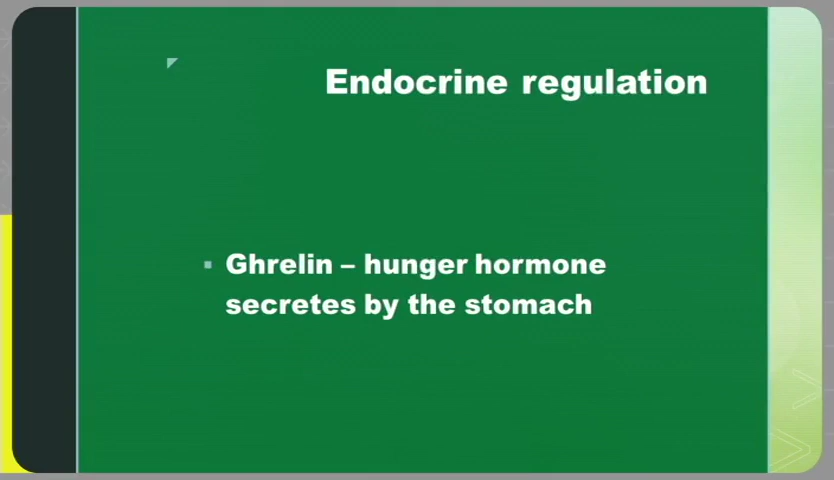 Endocrine regulation
▪ Ghrelin – hunger hormone
secretes by the stomach